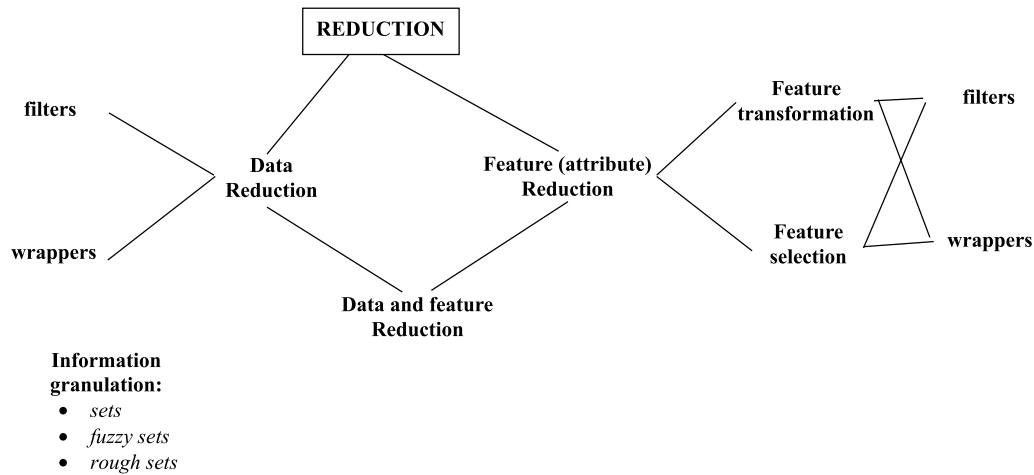 REDUCTION
filters
wrappers
Data
Reduction
Feature (attribute)
Reduction
Data and feature
Reduction
Feature
transformation
Feature
selection
filters
wrappers
Information
granulation:
• sets
• fuzzy sets
• rough sets